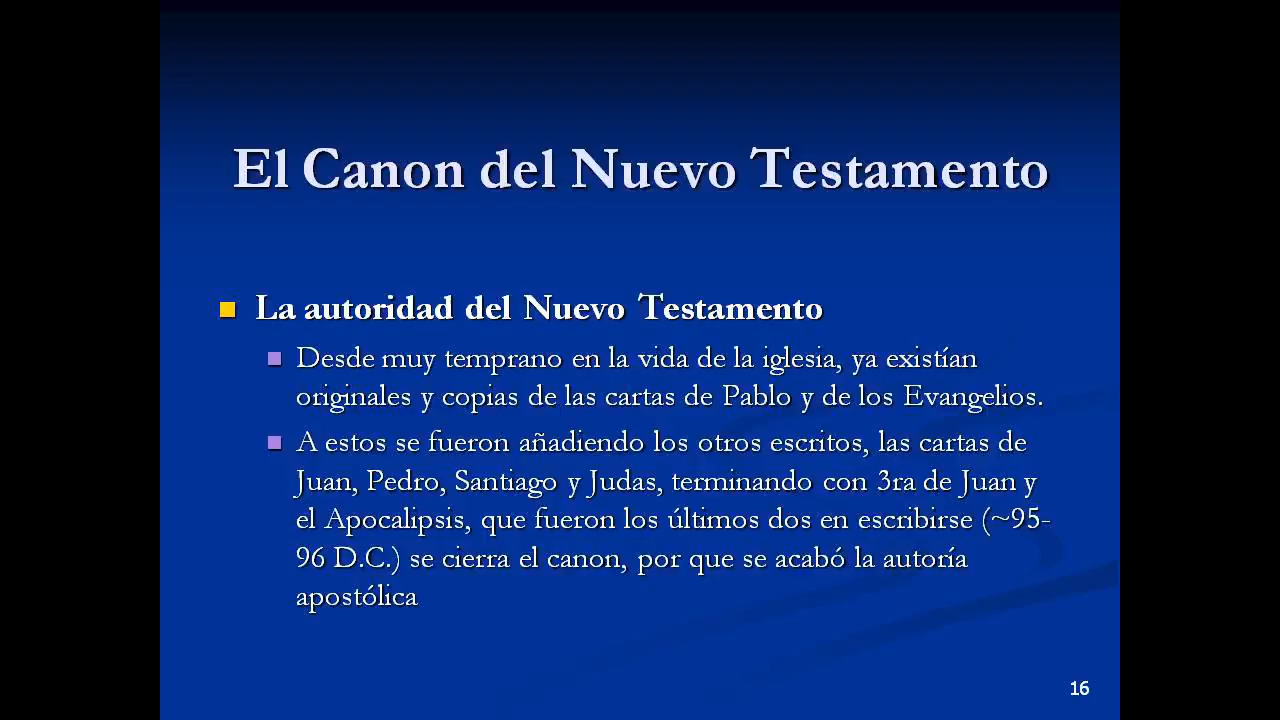 El Canon del Nuevo Testamento
La autoridad del Nuevo Testamento
Desde muy temprano en la vida de la iglesia, ya existían
originales y copias de las cartas de Pablo y de los Evangelios.
A estos se fueron añadiendo los otros escritos, las cartas de
Juan, Pedro, Santiago y Judas, terminando con 3ra de Juan y
el Apocalipsis, que fueron los últimos dos en escribirse (~95-
96 D.C.) se cierra el canon, por que se acabó la autoría
apostólica
16